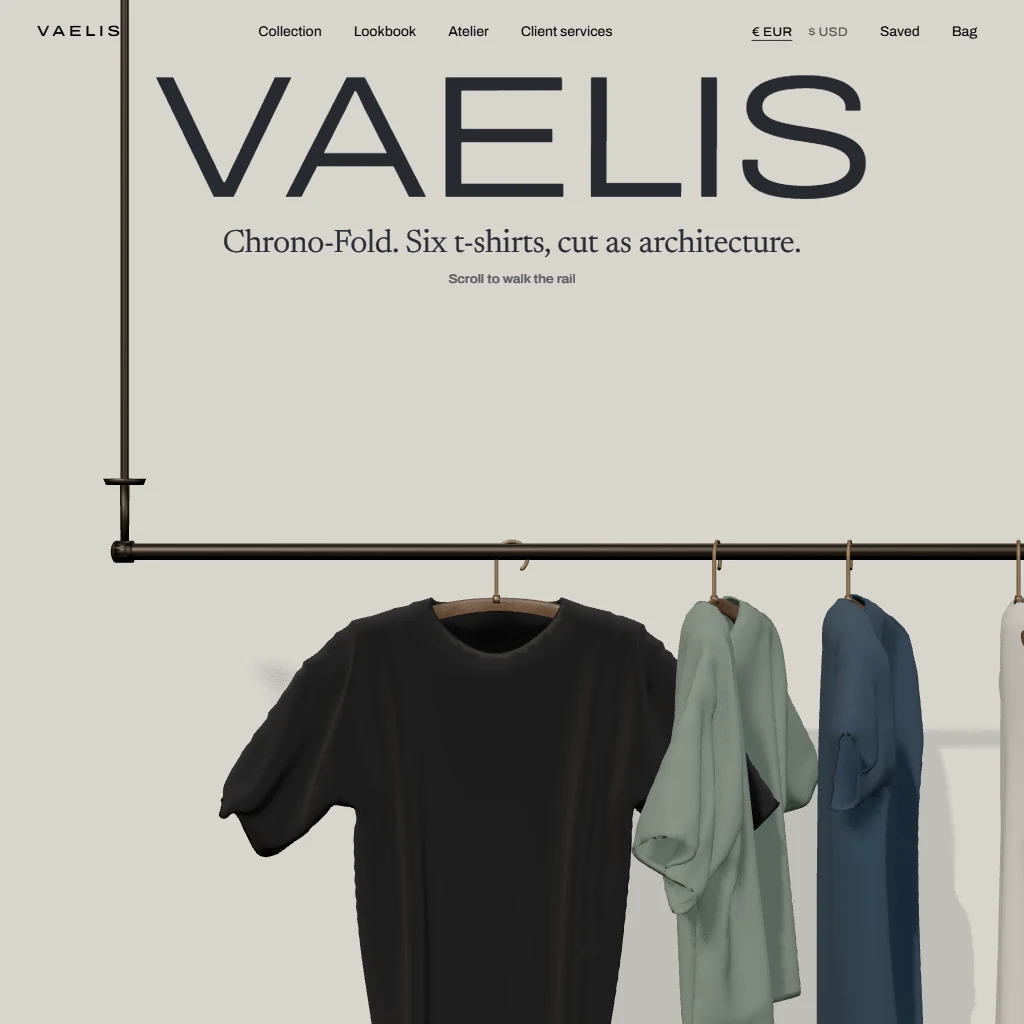 VAELIS Collection Lookbook Atelier Client services € EUR $ USD Saved Bag
VAELIS
Chrono-Fold. Six t-shirts, cut as architecture.
Scroll to walk the rail